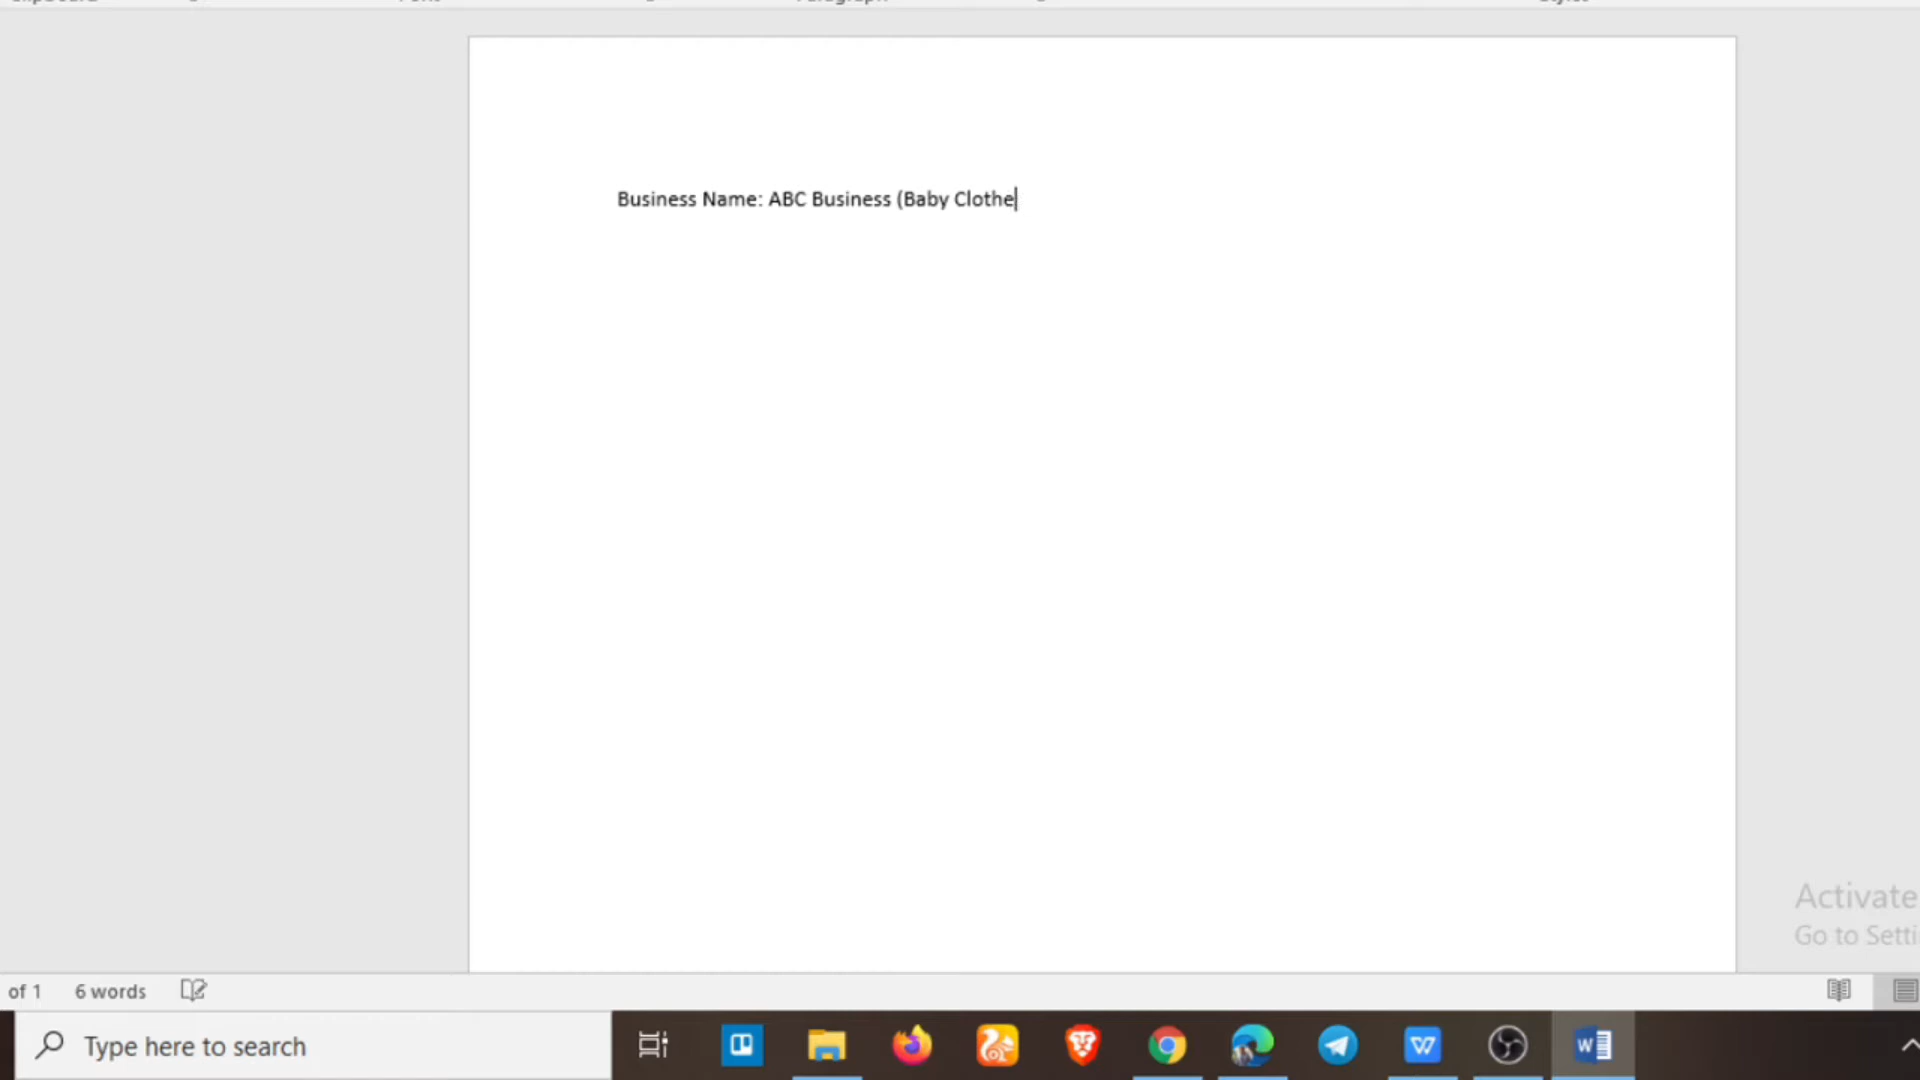 Business Name: ABC Business (Baby Clothe
Activate
Go to Setti
of 1 6 words
Type here to search